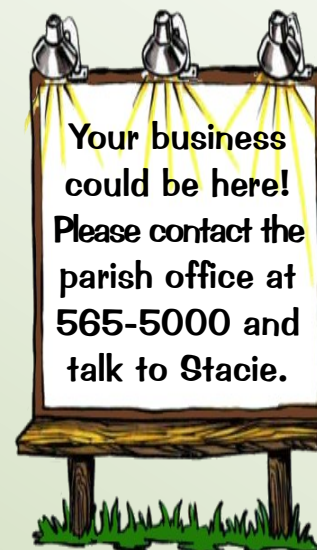 Your business
could be here!
Please contact the
parish office at
565-5000 and
talk to Stacie.